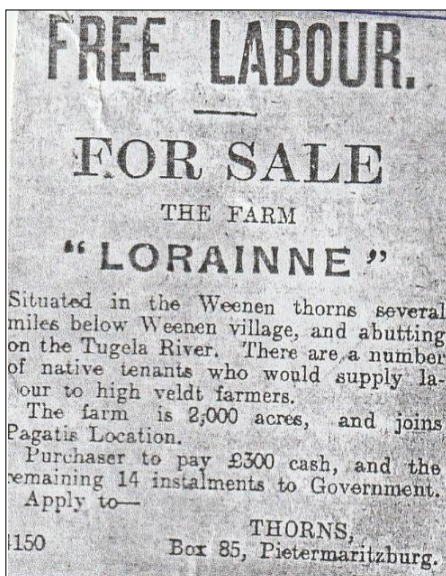 FREE LABOUR.
FOR SALE
THE FARM
"LORAINNE"
Situated in the Weenen thorns several
miles below Weenen village, and abutting
on the Tugela River. There are a number
of native tenants who would supply la-
our to high veldt farmers.
The farm is 2,000 acres, and joins
Pagatis Location.
Purchaser to pay £300 cash, and the
remaining 14 instalments to Government.
Apply to—
THORNS,
4150 Box 85, Pietermaritzburg.